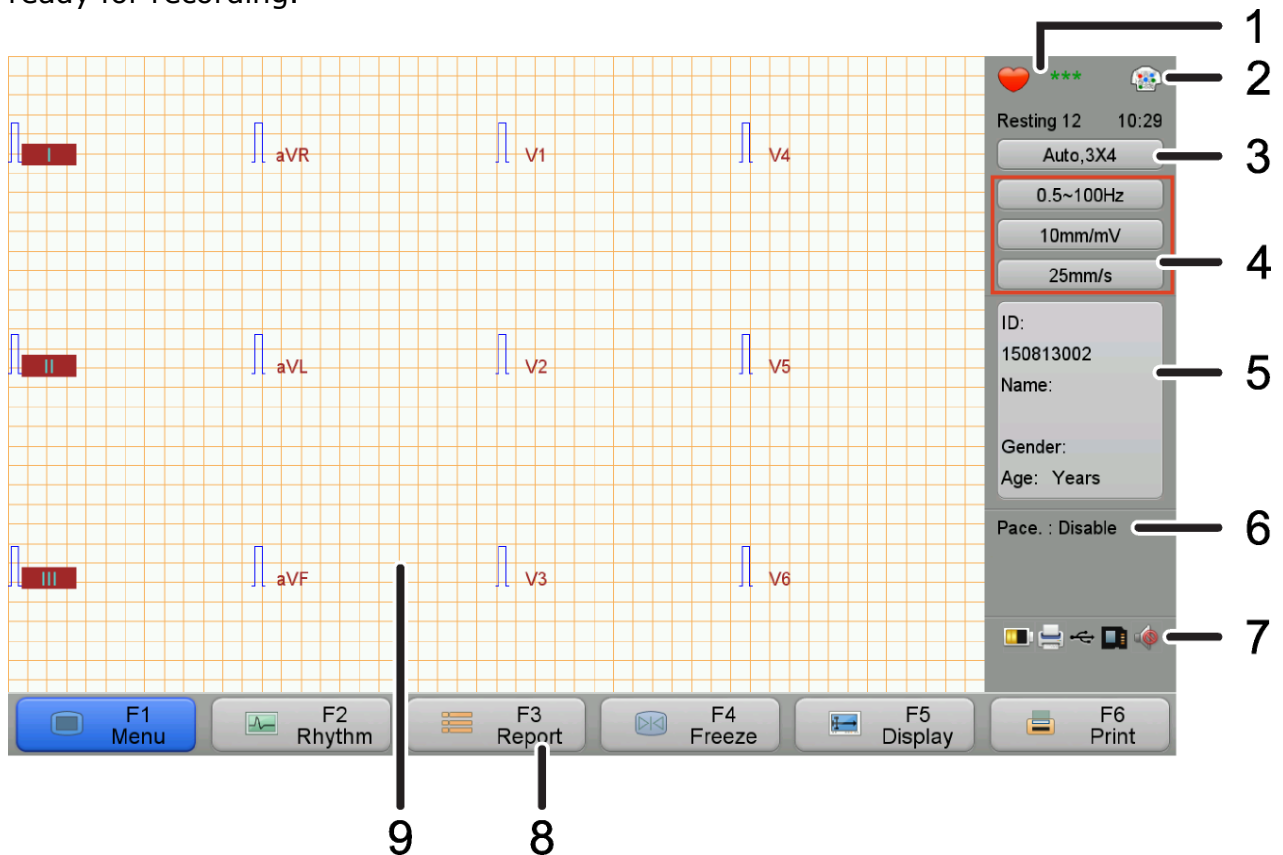 ready for recording.
1
*** 2
Resting 12 10:29
Auto,3X4 3
I aVR V1 V4
0.5~100Hz
10mm/mV
25mm/s 4
ID:
150813002
Name: 5
II aVL V2 V5
Gender:
Age: Years
Pace. : Disable 6
III aVF V3 V6
7
F1 F2 F3 F4 F5 F6
Menu Rhythm Report Freeze Display Print
9 8